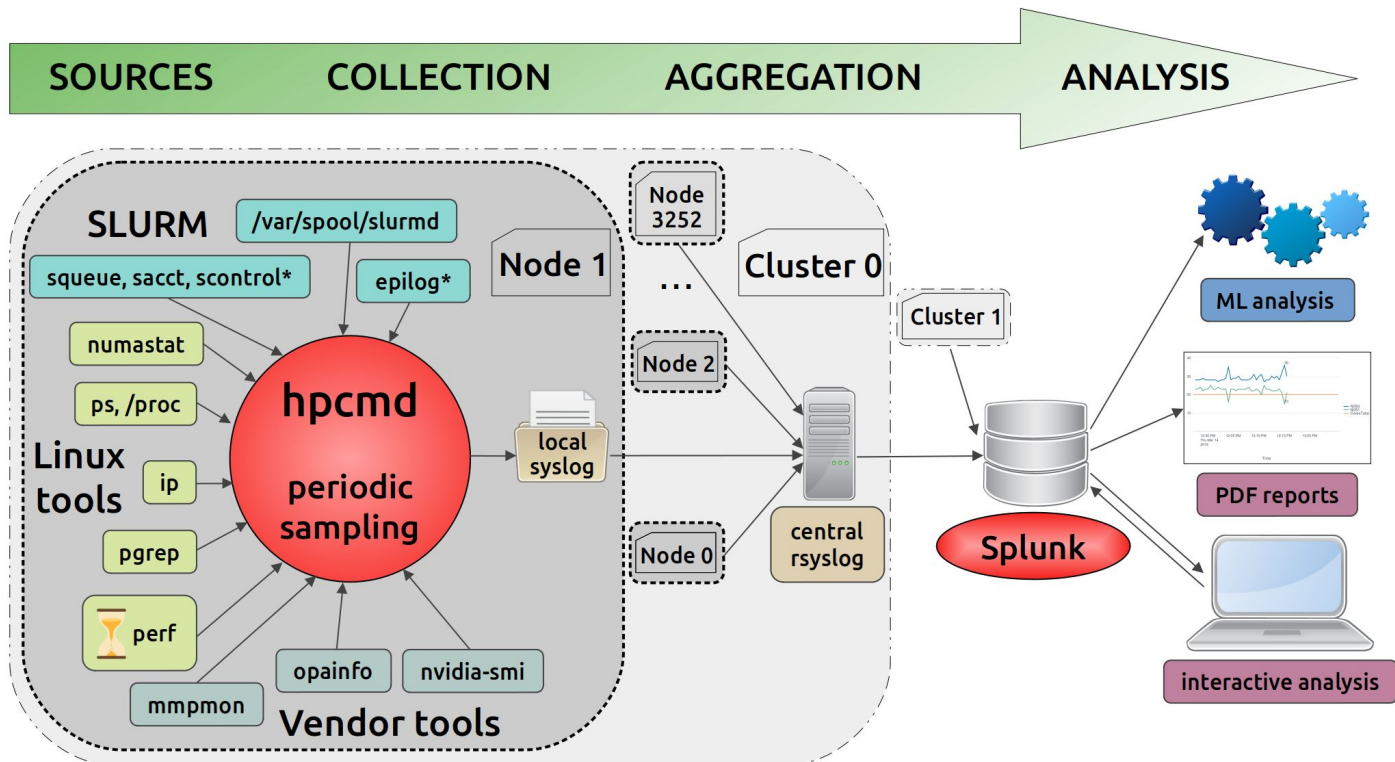 SOURCES
COLLECTION
AGGREGATION
ANALYSIS
SLURM
/var/spool/slurmd
squeue, sacct, scontrol*
epilog*
Node 1
numastat
ps, /proc
Linux
tools
ip
pgrep
perf
mmpmon
opainfo
nvidia-smi
Vendor tools
hpcmd
periodic
sampling
local
syslog
Node
3252
...
Node 2
Node 0
Cluster 0
central
rsyslog
Cluster 1
Splunk
ML analysis
Time
PDF reports
interactive analysis